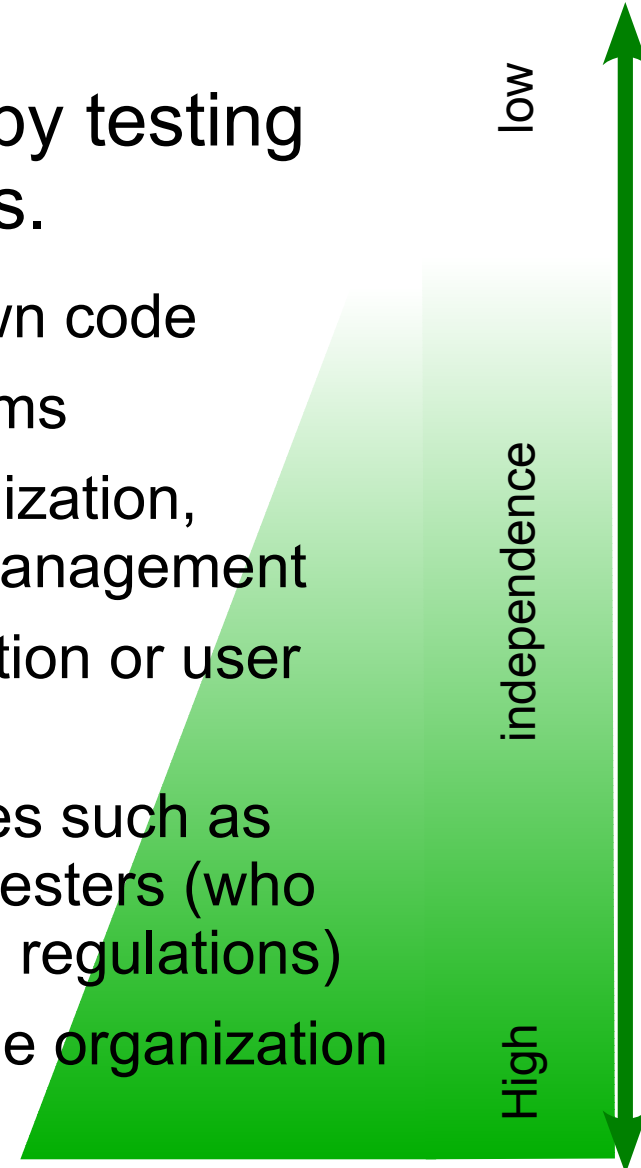 by testing
s.
wn code
ms
ization,
anagement
tion or user
es such as
esters (who
regulations)
e organization
low
independence
High